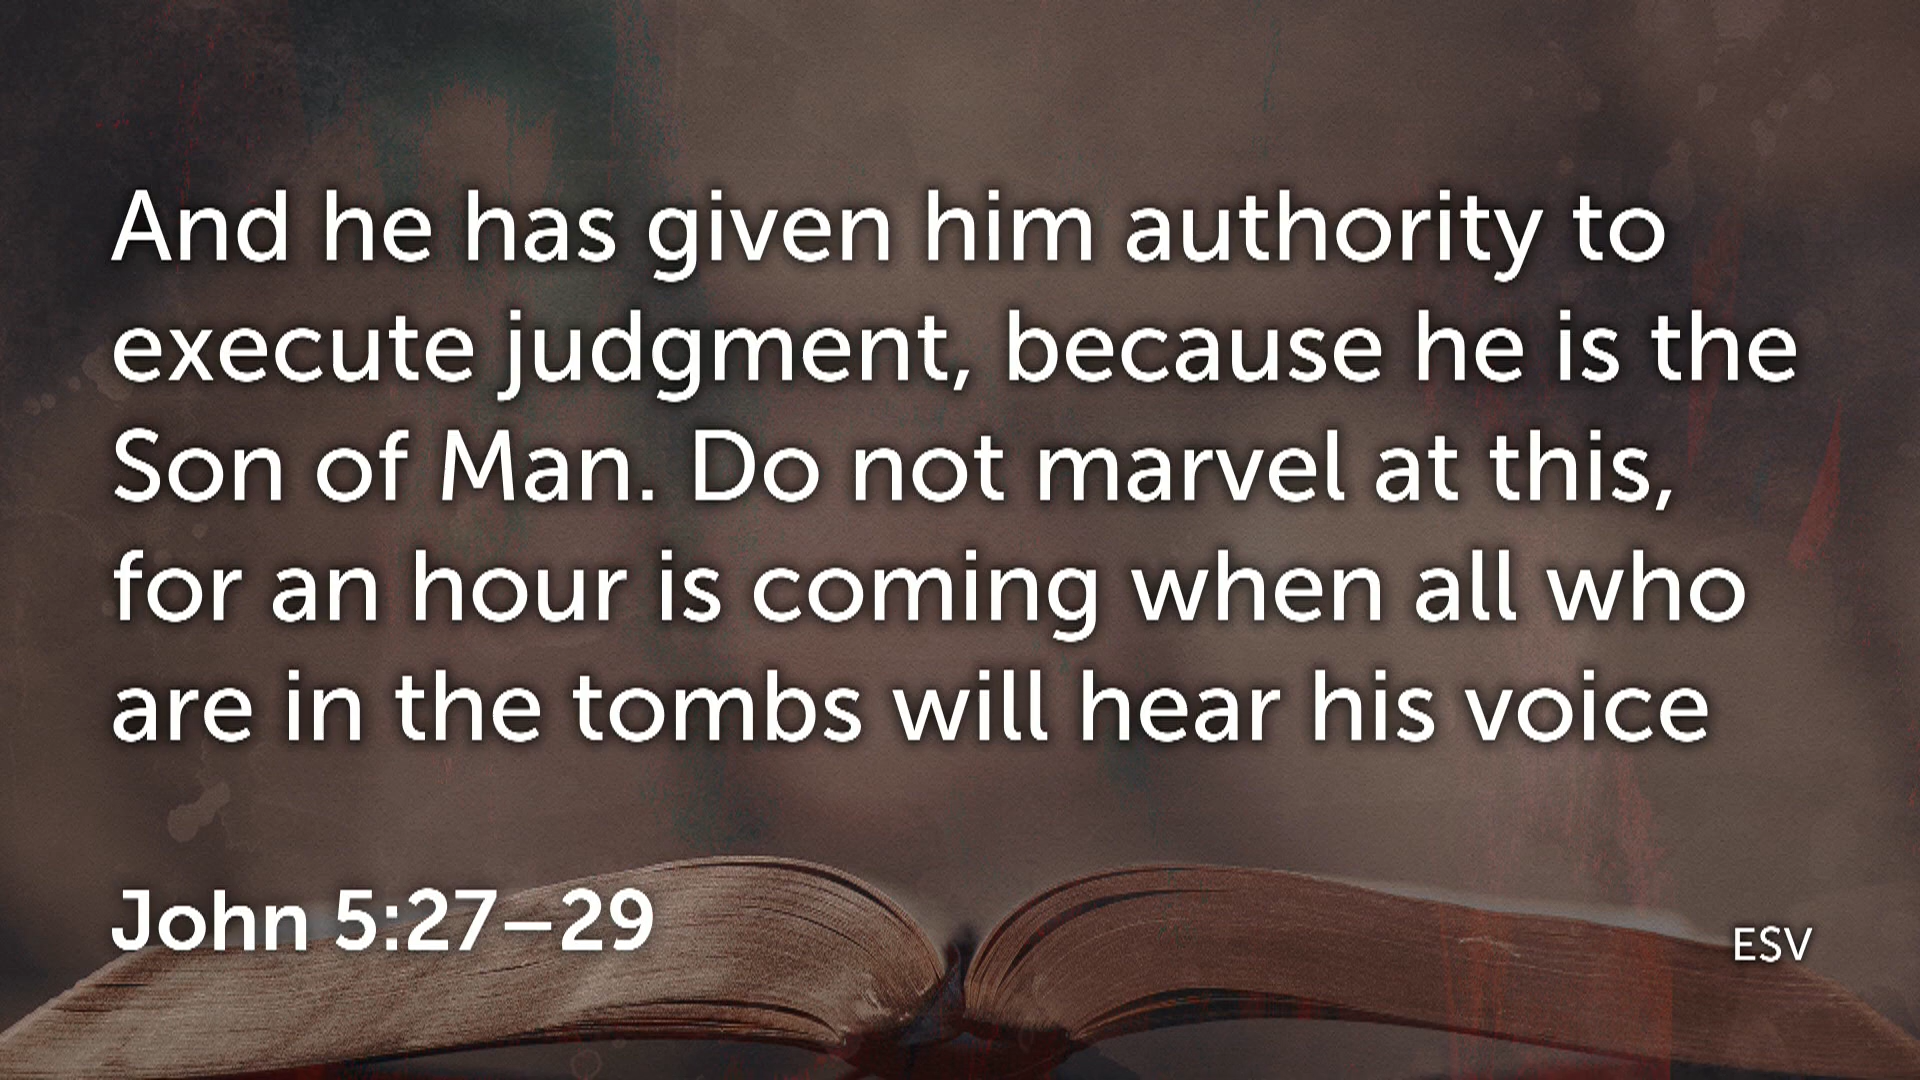 And he has given him authority to
execute judgment, because he is the
Son of Man. Do not marvel at this,
for an hour is coming when all who
are in the tombs will hear his voice
John 5:27–29
ESV